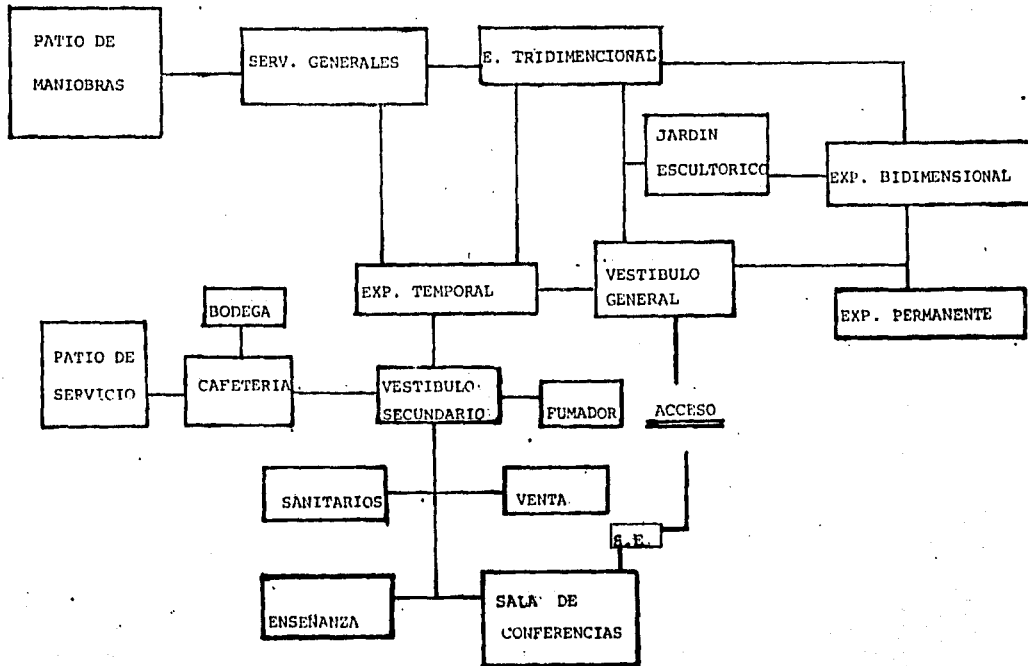 PATIO DE
MANIOBRAS
SERV. GENERALES
E. TRIDIMENCIONAL
JARDIN
ESCULTORICO
EXP. BIDIMENSIONAL
EXP. TEMPORAL
VESTIBULO
GENERAL
EXP. PERMANENTE
BODEGA
PATIO DE
SERVICIO
CAFETERIA
VESTIBULO
SECUNDARIO
FUMADOR
ACCESO
SANITARIOS
VENTA
S.E.
ENSEÑANZA
SALA DE
CONFERENCIAS